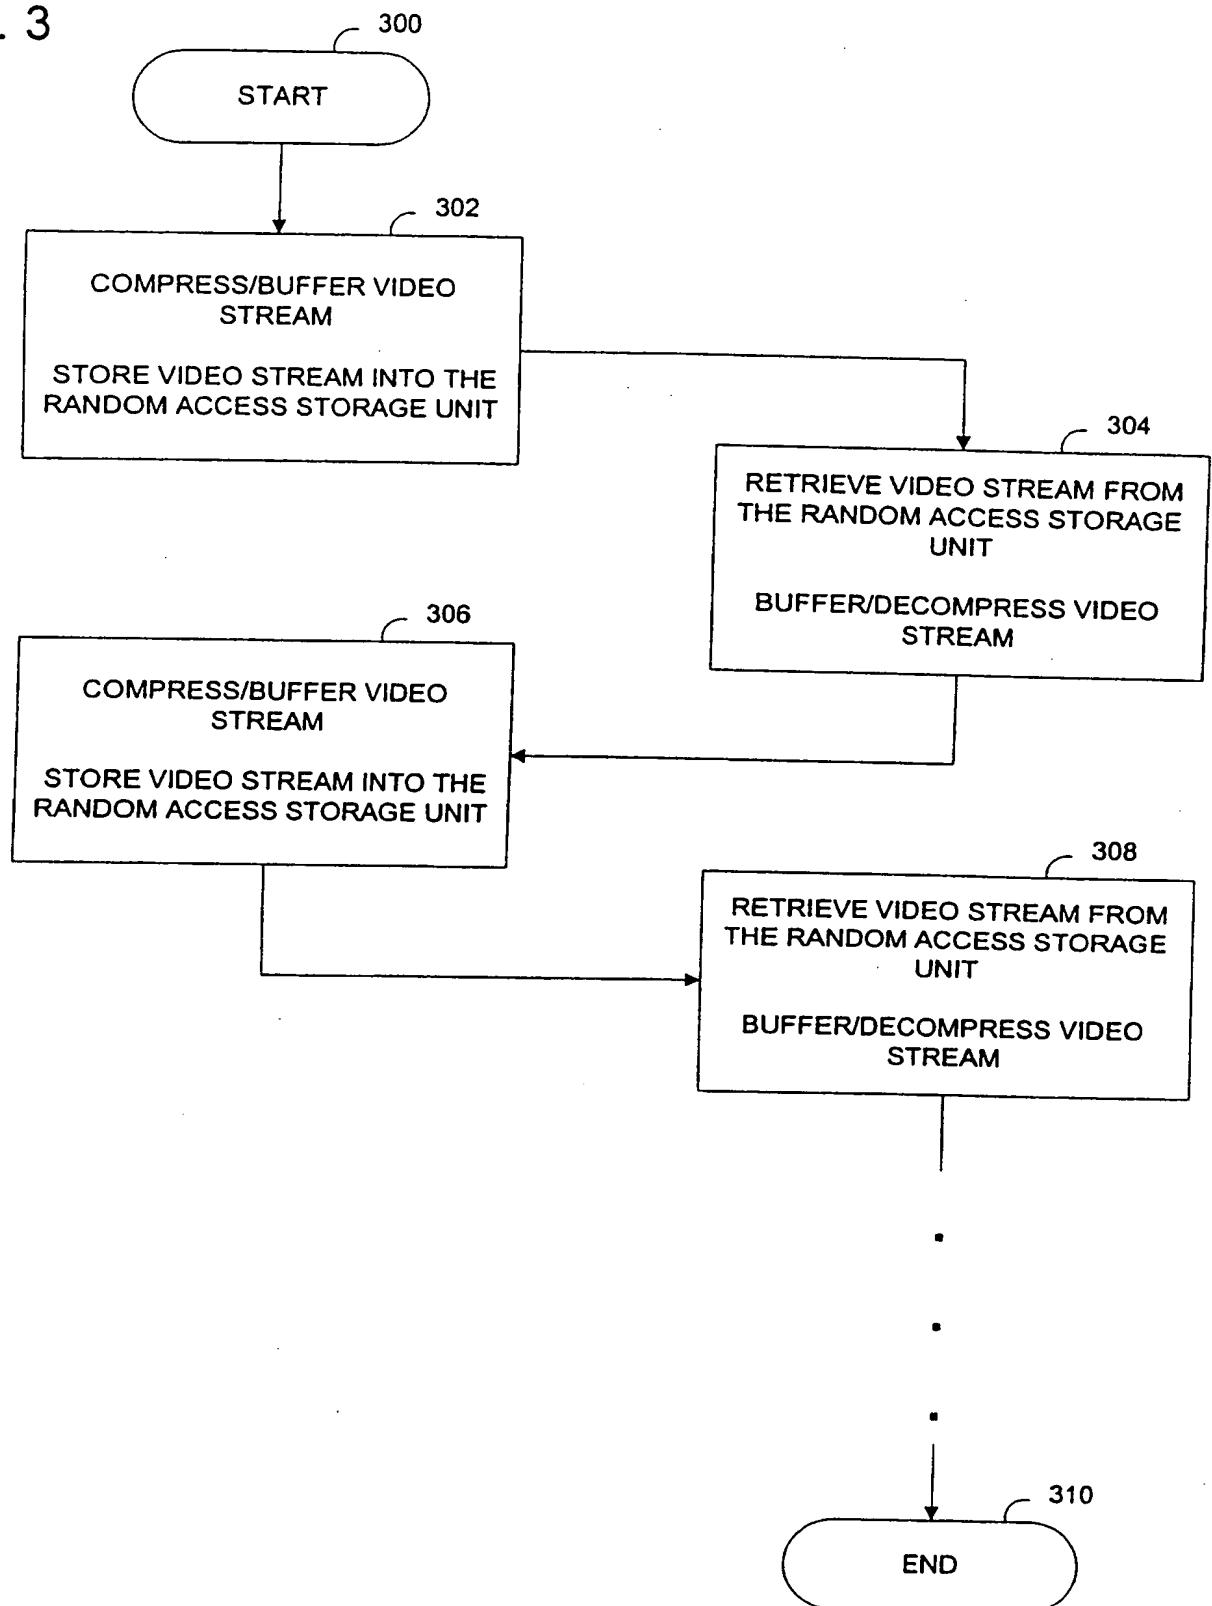 . 3
300
START
302
COMPRESS/BUFFER VIDEO
STREAM
STORE VIDEO STREAM INTO THE
RANDOM ACCESS STORAGE UNIT
304
RETRIEVE VIDEO STREAM FROM
THE RANDOM ACCESS STORAGE
UNIT
BUFFER/DECOMPRESS VIDEO
STREAM
306
COMPRESS/BUFFER VIDEO
STREAM
STORE VIDEO STREAM INTO THE
RANDOM ACCESS STORAGE UNIT
308
RETRIEVE VIDEO STREAM FROM
THE RANDOM ACCESS STORAGE
UNIT
BUFFER/DECOMPRESS VIDEO
STREAM
310
END